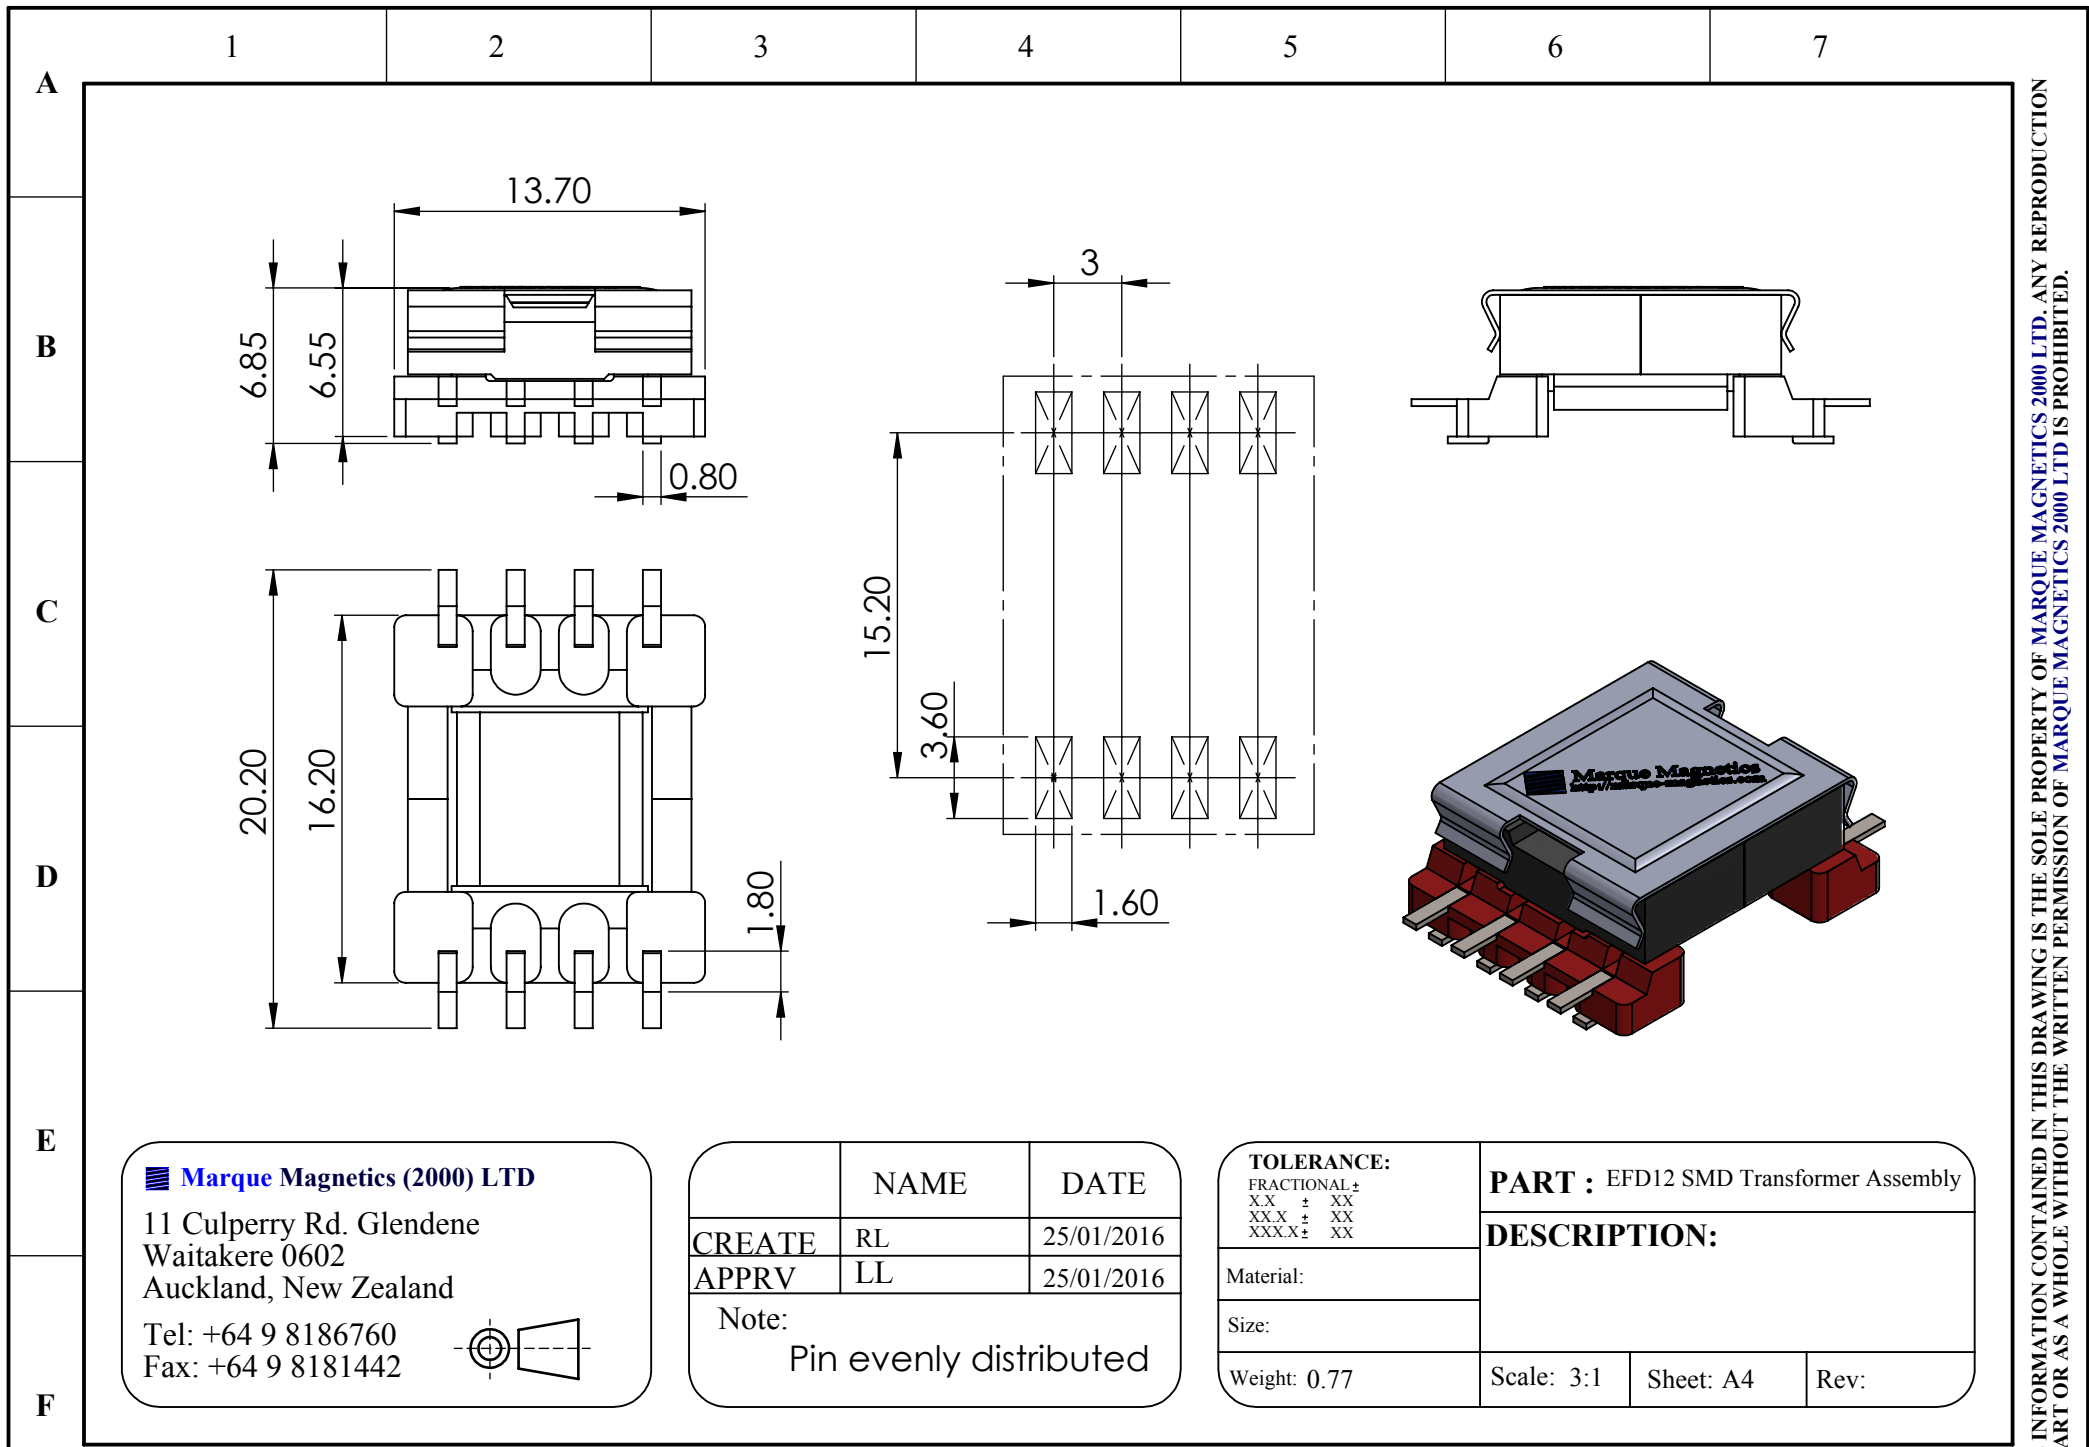 1 2 3 4 5 6 7
A
B
C
D
E
F
13.70
6.85
6.55
0.80
3
15.20
3.60
1.60
20.20
16.20
1.80
Marque Magnetics
http://marque-magnetics.com
Marque Magnetics (2000) LTD
11 Culperry Rd. Glendene
Waitakere 0602
Auckland, New Zealand
Tel: +64 9 8186760
Fax: +64 9 8181442
NAME DATE
CREATE RL 25/01/2016
APPRV LL 25/01/2016
Note:
Pin evenly distributed
TOLERANCE:
FRACTIONAL ±
X.X ± XX
XX.X ± XX
XXX.X ± XX
Material:
Size:
Weight: 0.77
PART : EFD12 SMD Transformer Assembly
DESCRIPTION:
Scale: 3:1
Sheet: A4
Rev:
INFORMATION CONTAINED IN THIS DRAWING IS THE SOLE PROPERTY OF MARQUE MAGNETICS 2000 LTD. ANY REPRODUCTION
ART OR AS A WHOLE WITHOUT THE WRITTEN PERMISSION OF MARQUE MAGNETICS 2000 LTD IS PROHIBITED.